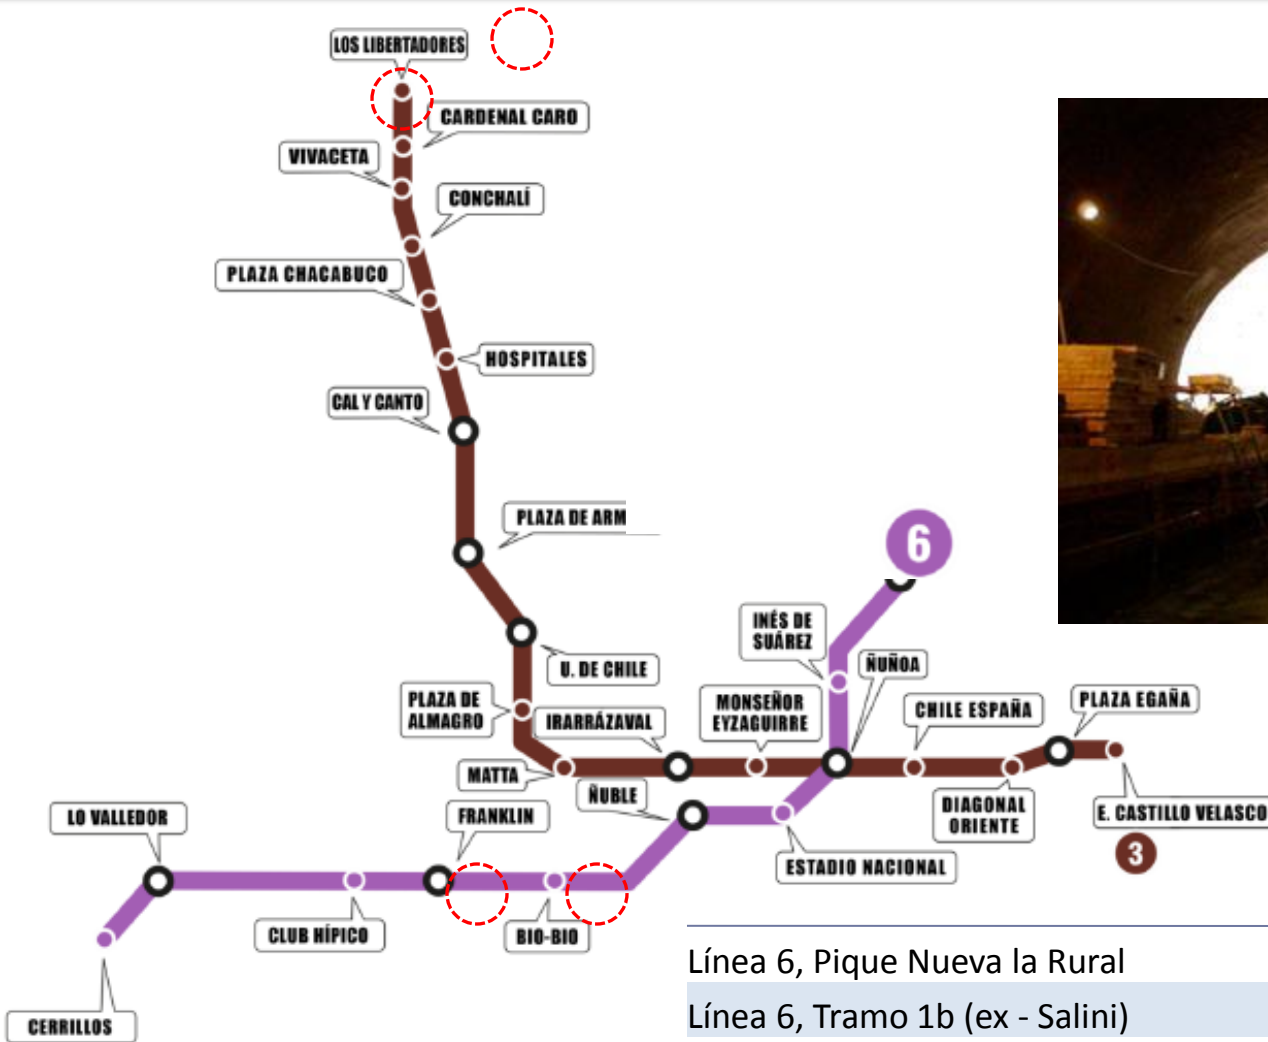 LOS LIBERTADORES
CARDENAL CARO
VIVACETA
CONCHALÍ
PLAZA CHACABUCO
HOSPITALES
CAL Y CANTO
PLAZA DE ARM
6
INÉS DE
SUÁREZ
ÑUÑOA
U. DE CHILE
PLAZA DE
ALMAGRO
IRARRÁZAVAL
MONSEÑOR
EYZAGUIRRE
CHILE ESPAÑA
PLAZA EGAÑA
MATTA
ÑUBLE
LO VALLEDOR
FRANKLIN
DIAGONAL
ORIENTE
E. CASTILLO VELASCO
3
ESTADIO NACIONAL
CLUB HÍPICO
BIO-BIO
CERRILLOS
Línea 6, Pique Nueva la Rural
Línea 6, Tramo 1b (ex - Salini)